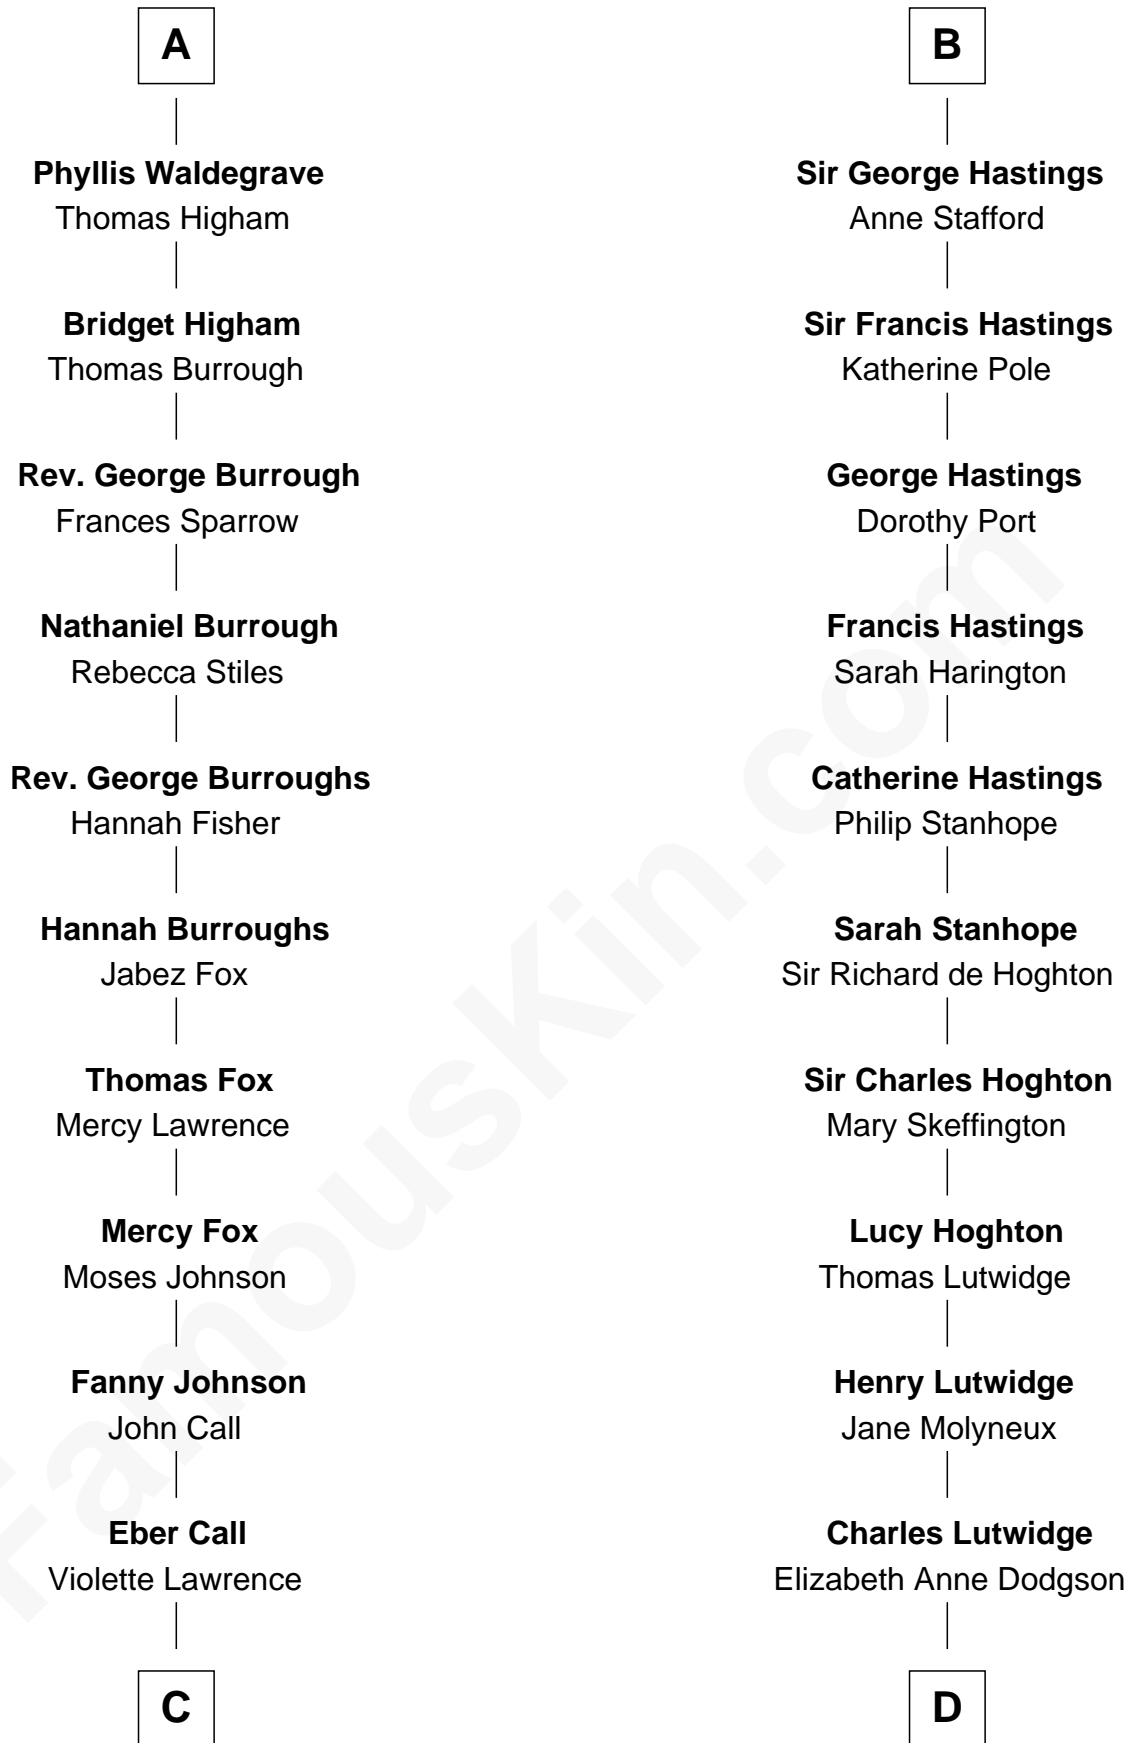 A
Phyllis Waldegrave
Thomas Higham
Bridget Higham
Thomas Burrough
Rev. George Burrough
Frances Sparrow
Nathaniel Burrough
Rebecca Stiles
Rev. George Burroughs
Hannah Fisher
Hannah Burroughs
Jabez Fox
Thomas Fox
Mercy Lawrence
Mercy Fox
Moses Johnson
Fanny Johnson
John Call
Eber Call
Violette Lawrence
C
B
Sir George Hastings
Anne Stafford
Sir Francis Hastings
Katherine Pole
George Hastings
Dorothy Port
Francis Hastings
Sarah Harington
Catherine Hastings
Philip Stanhope
Sarah Stanhope
Sir Richard de Hoghton
Sir Charles Hoghton
Mary Skeffington
Lucy Hoghton
Thomas Lutwidge
Henry Lutwidge
Jane Molyneux
Charles Lutwidge
Elizabeth Anne Dodgson
D
FamousKin.com